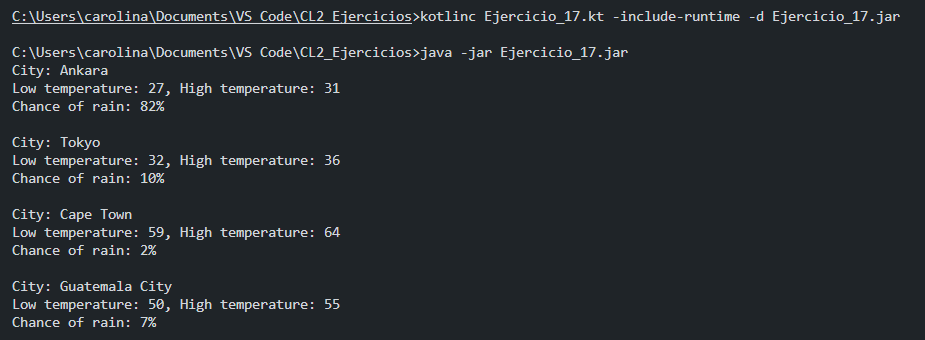 C:\Users\carolina\Documents\VS Code\CL2_Ejercicios>kotlinc Ejercicio_17.kt -include-runtime -d Ejercicio_17.jar
C:\Users\carolina\Documents\VS Code\CL2_Ejercicios>java -jar Ejercicio_17.jar
City: Ankara
Low temperature: 27, High temperature: 31
Chance of rain: 82%
City: Tokyo
Low temperature: 32, High temperature: 36
Chance of rain: 10%
City: Cape Town
Low temperature: 59, High temperature: 64
Chance of rain: 2%
City: Guatemala City
Low temperature: 50, High temperature: 55
Chance of rain: 7%